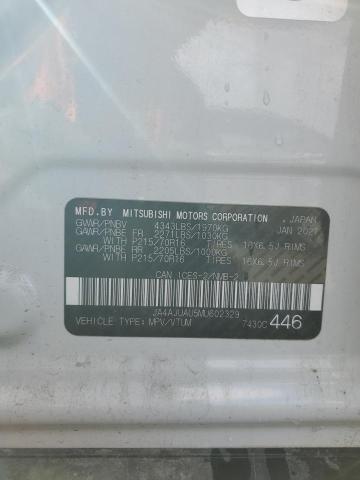 MFD.BY MITSUBISHI MOTORS CORPORATION JAPAN
GVWR/PNBV 4343LBS/1970KG JAN 2021
GAWR/PNBE FR 2271LBS/1030KG
WITH P215/70R16 TIRES, 16X6.5J RIMS
GAWR/PNBE RR 2205LBS/1000KG
WITH P215/70R16 TIRES 16X6.5J RIMS
CAN ICES-2/NMB-2
JA4AJUAU5MU602329
VEHICLE TYPE: MPV/VTUM 7430C 446